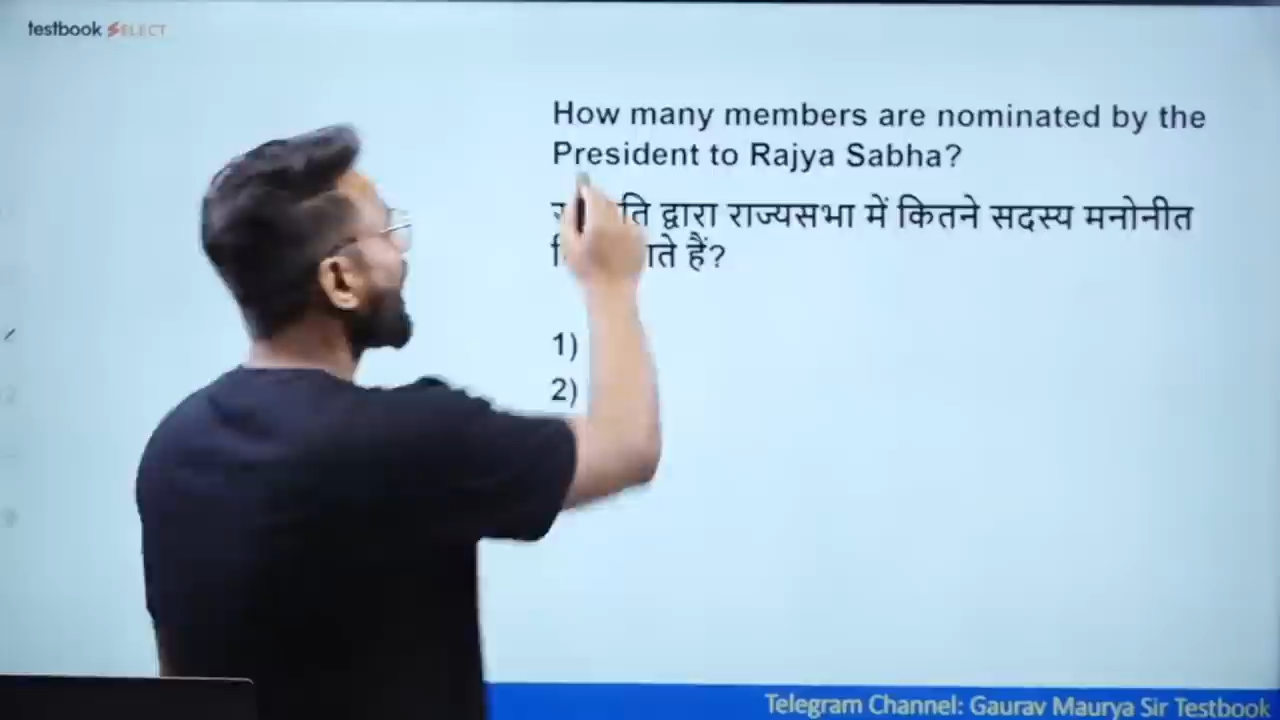 testbook SELECT
How many members are nominated by the
President to Rajya Sabha?
द्वारा राज्यसभा में कितने सदस्य मनोनीत
हैं?
1)
2)
Telegram Channel: Gaurav Maurya Sir Testbook